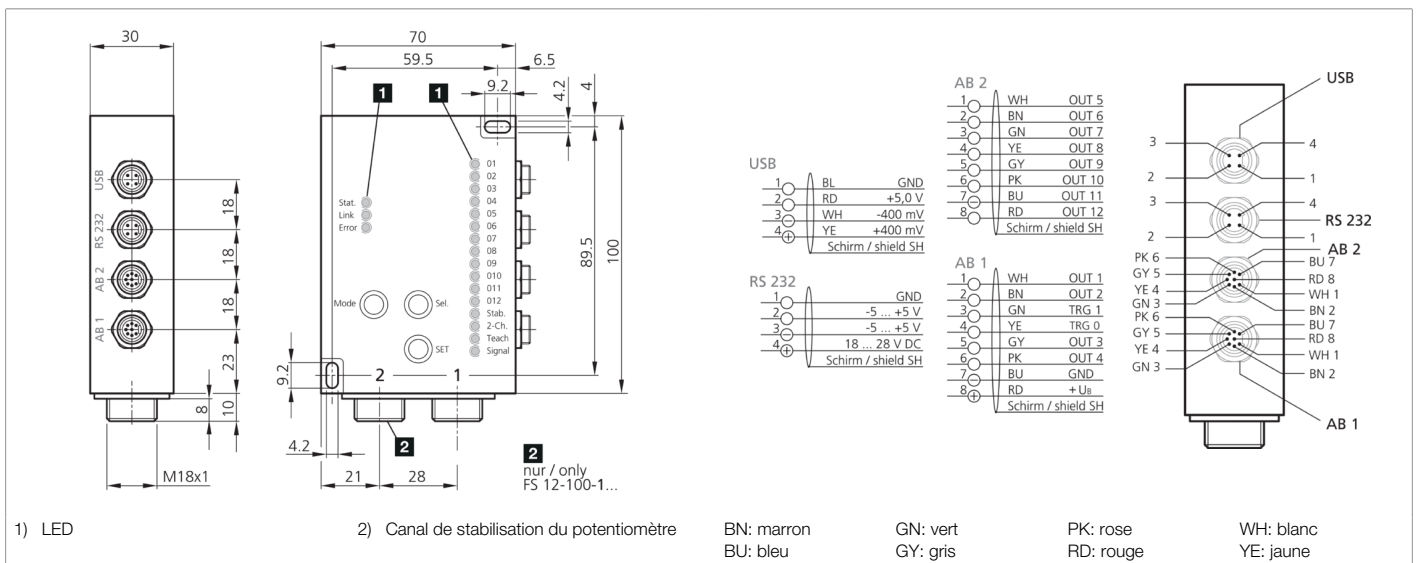 30
USB
RS 232
AB 2
AB 1
18
18
18
23
8
10
M18x1
70
59.5
6.5
9.2
4.2
4
1
1
Stat.
Link
Error
01
02
03
04
05
06
07
08
09
010
011
012
Stab.
2-Ch.
Teach
Signal
Mode
Sel.
SET
89.5
100
9.2
2
1
4.2
21
28
2
2
nur / only
FS 12-100-1...
USB
1 BL GND
2 RD +5,0 V
3 WH -400 mV
4 YE +400 mV
Schirm / shield SH
RS 232
1 GND
2 -5 ... +5 V
3 -5 ... +5 V
4 18 ... 28 V DC
Schirm / shield SH
AB 2
1 WH OUT 5
2 BN OUT 6
3 GN OUT 7
4 YE OUT 8
5 GY OUT 9
6 PK OUT 10
7 BU OUT 11
8 RD OUT 12
Schirm / shield SH
AB 1
1 WH OUT 1
2 BN OUT 2
3 GN TRG 1
4 YE TRG 0
5 GY OUT 3
6 PK OUT 4
7 BU GND
8 RD + UB
Schirm / shield SH
USB
3 4
2 1
3 4
RS 232
2 1
AB 2
PK 6 BU 7
GY 5 RD 8
YE 4 WH 1
GN 3 BN 2
PK 6 BU 7
GY 5 RD 8
YE 4 WH 1
GN 3 BN 2
AB 1
1) LED
2) Canal de stabilisation du potentiomètre
BN: marron GN: vert PK: rose WH: blanc
BU: bleu GY: gris RD: rouge YE: jaune